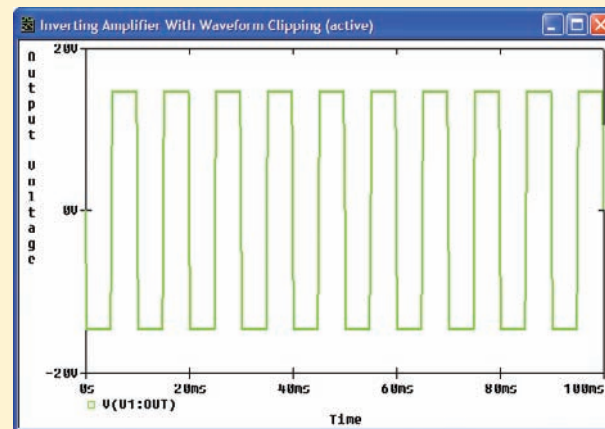 Inverting Amplifier With Waveform Clipping (active)
Output Voltage
20V
0V
-20V
0s 20ms 40ms 60ms 80ms 100ms
V(U1:OUT)
Time